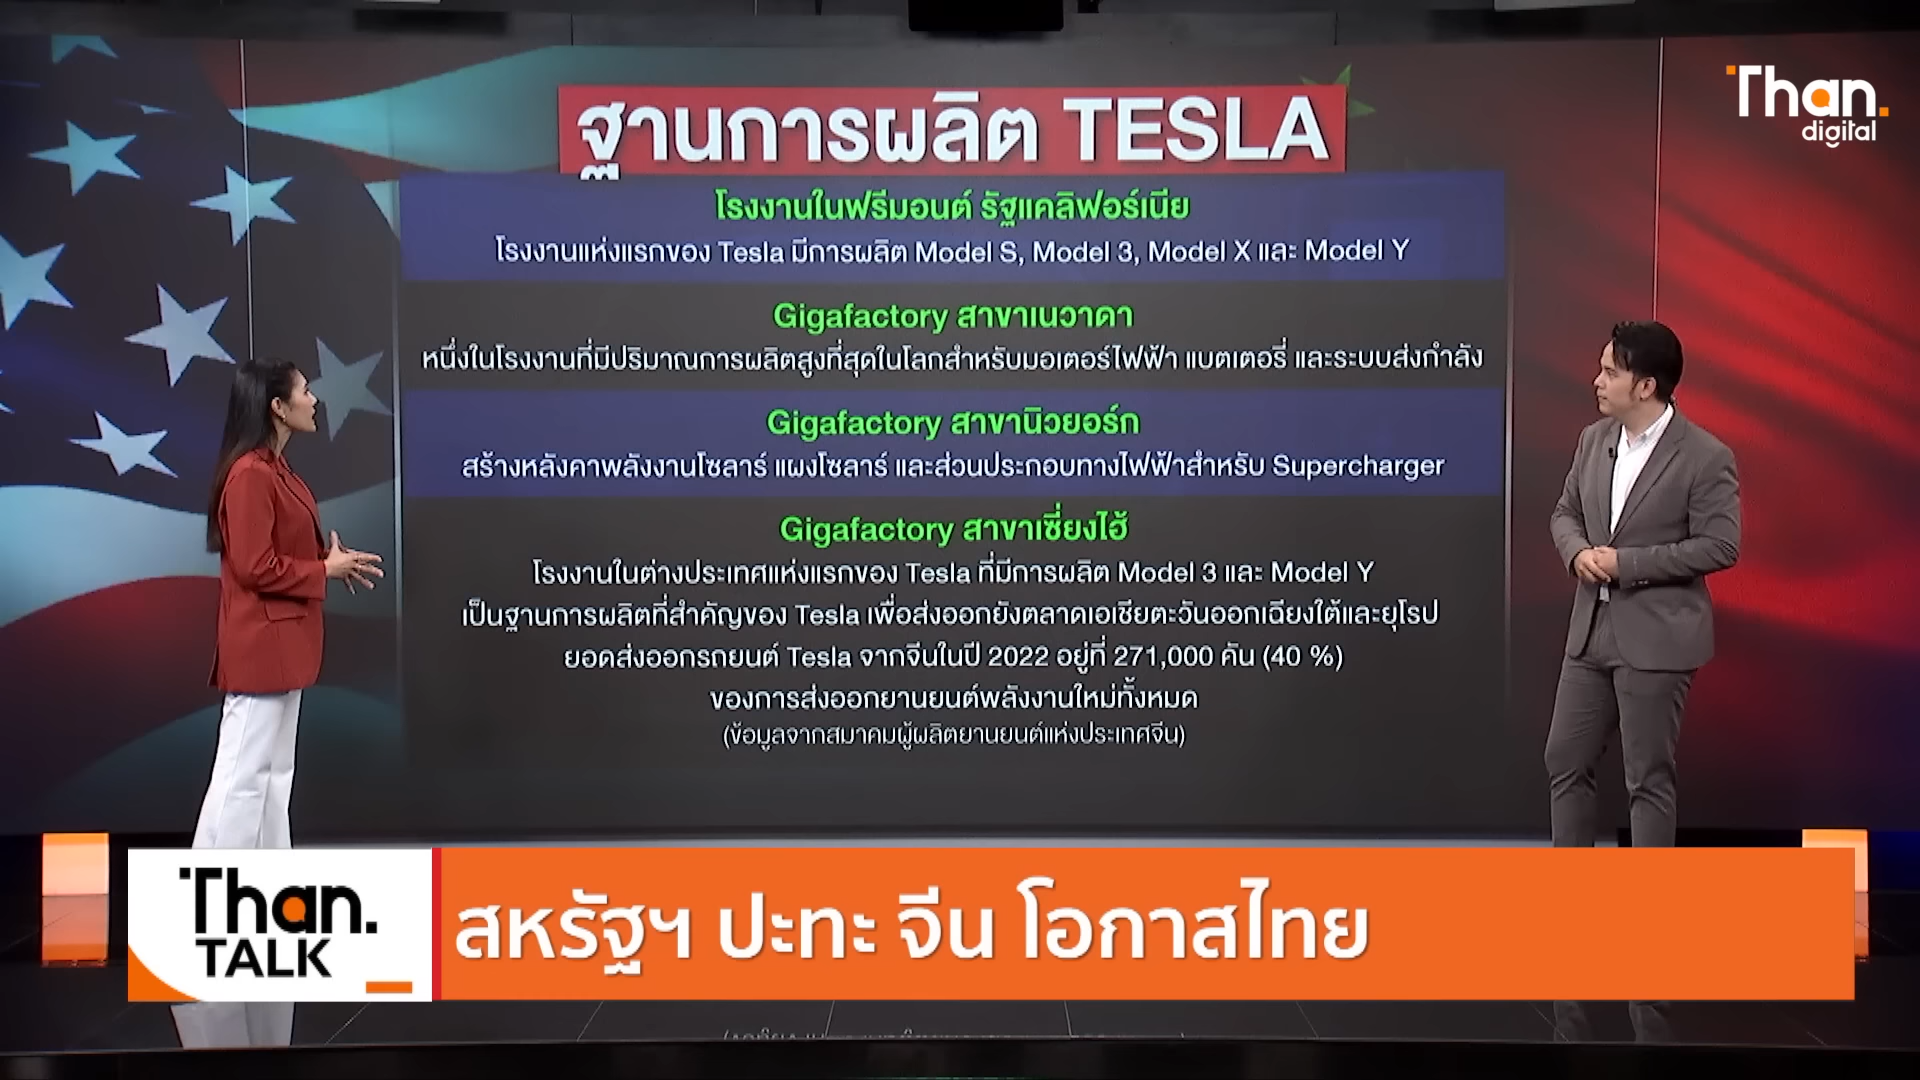 Than.
digital
ฐานการผลิต TESLA
โรงงานในฟรีมอนต์ รัฐแคลิฟอร์เนีย
โรงงานแห่งแรกของ Tesla มีการผลิต Model S, Model 3, Model X และ Model Y
Gigafactory สาขาเนวาดา
หนึ่งในโรงงานที่มีปริมาณการผลิตสูงที่สุดในโลกสำหรับมอเตอร์ไฟฟ้า แบตเตอรี่ และระบบส่งกำลัง
Gigafactory สาขานิวยอร์ก
สร้างหลังคาพลังงานโซลาร์ แผงโซลาร์ และส่วนประกอบทางไฟฟ้าสำหรับ Supercharger
Gigafactory สาขาเซี่ยงไฮ้
โรงงานในต่างประเทศแห่งแรกของ Tesla ที่มีการผลิต Model 3 และ Model Y
เป็นฐานการผลิตที่สำคัญของ Tesla เพื่อส่งออกยังตลาดเอเชียตะวันออกเฉียงใต้และยุโรป
ยอดส่งออกรถยนต์ Tesla จากจีนในปี 2022 อยู่ที่ 271,000 คัน (40 %)
ของการส่งออกยานยนต์พลังงานใหม่ทั้งหมด
(ข้อมูลจากสมาคมผู้ผลิตยานยนต์แห่งประเทศจีน)
Than.
TALK
สหรัฐฯ ปะทะ จีน โอกาสไทย